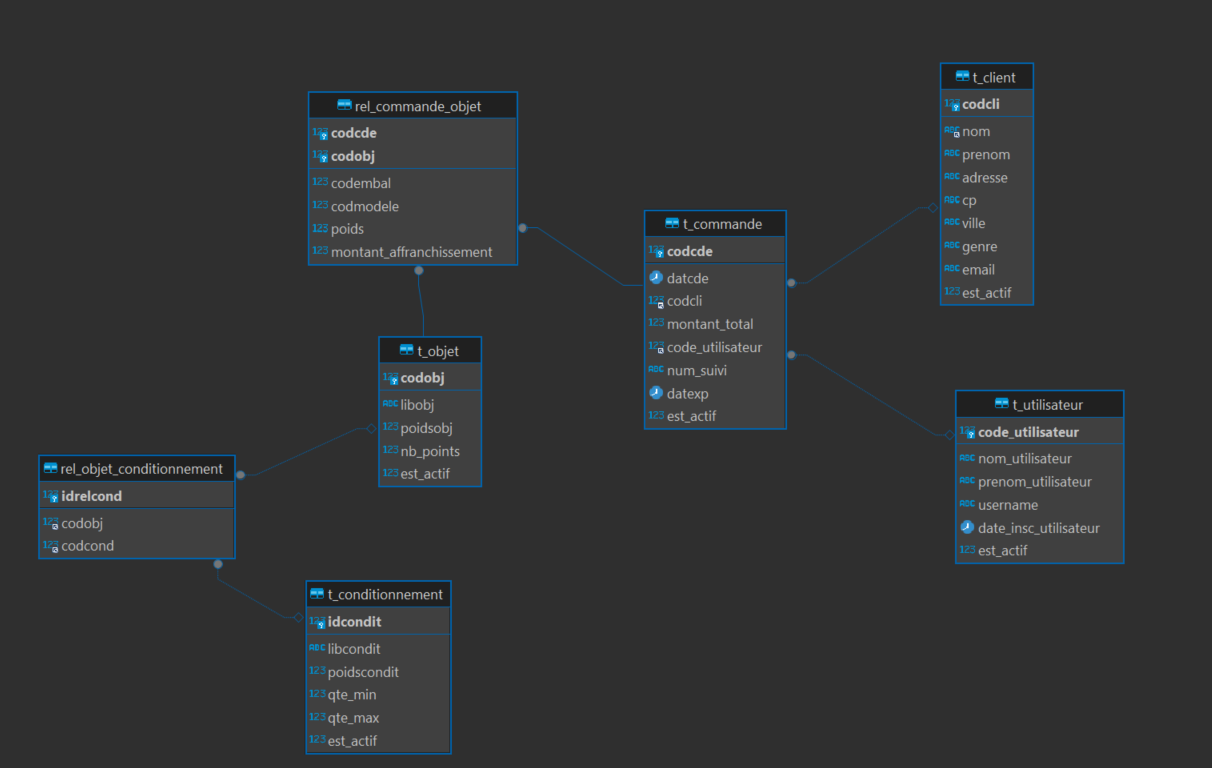 rel_commande_objet
123 codcde
123 codobj
123 codembal
123 codmodele
123 poids
123 montant_affranchissement
t_client
123 codcli
ABC nom
ABC prenom
ABC adresse
ABC cp
ABC ville
ABC genre
ABC email
123 est_actif
t_commande
123 codcde
datcde
123 codcli
123 montant_total
123 code_utilisateur
ABC num_suivi
datexp
123 est_actif
t_objet
123 codobj
ABC libobj
123 poidsobj
123 nb_points
123 est_actif
t_utilisateur
123 code_utilisateur
ABC nom_utilisateur
ABC prenom_utilisateur
ABC username
date_insc_utilisateur
123 est_actif
rel_objet_conditionnement
123 idrelcond
123 codobj
123 codcond
t_conditionnement
123 idcondit
ABC libcondit
123 poidscondit
123 qte_min
123 qte_max
123 est_actif